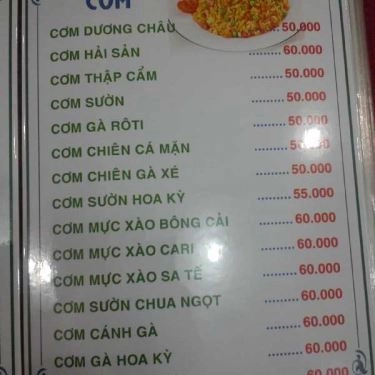 CƠM
CƠM DƯƠNG CHÂU ..... 50.000
CƠM HẢI SẢN ......... 60.000
CƠM THẬP CẨM ......... 50.000
CƠM SƯỜN ......... 50.000
CƠM GÀ RÔTI ......... 50.000
CƠM CHIÊN CÁ MẶN ......... 50.000
CƠM CHIÊN GÀ XÉ ......... 50.000
CƠM SƯỜN HOA KỲ ......... 55.000
CƠM MỰC XÀO BÔNG CẢI ......... 60.000
CƠM MỰC XÀO CARI ......... 60.000
CƠM MỰC XÀO SA TẾ ......... 60.000
CƠM SƯỜN CHUA NGỌT ......... 60.000
CƠM CÁNH GÀ ......... 60.000
CƠM GÀ HOA KỲ ......... 60.000
60.000